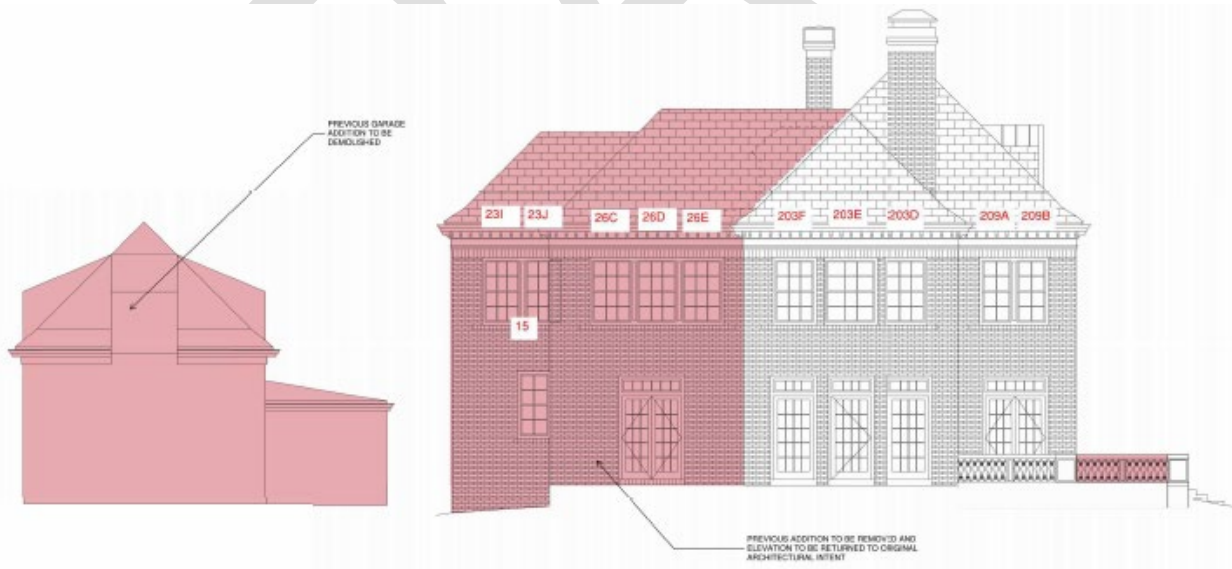 PREVIOUS GARAGE
ADDITION TO BE
DEMOLISHED
23I 23J 26C 26D 26E 203F 203E 203D 209A 209B
15
PREVIOUS ADDITION TO BE REMOVED AND
ELEVATION TO BE RETURNED TO ORIGINAL
ARCHITECTURAL INTENT